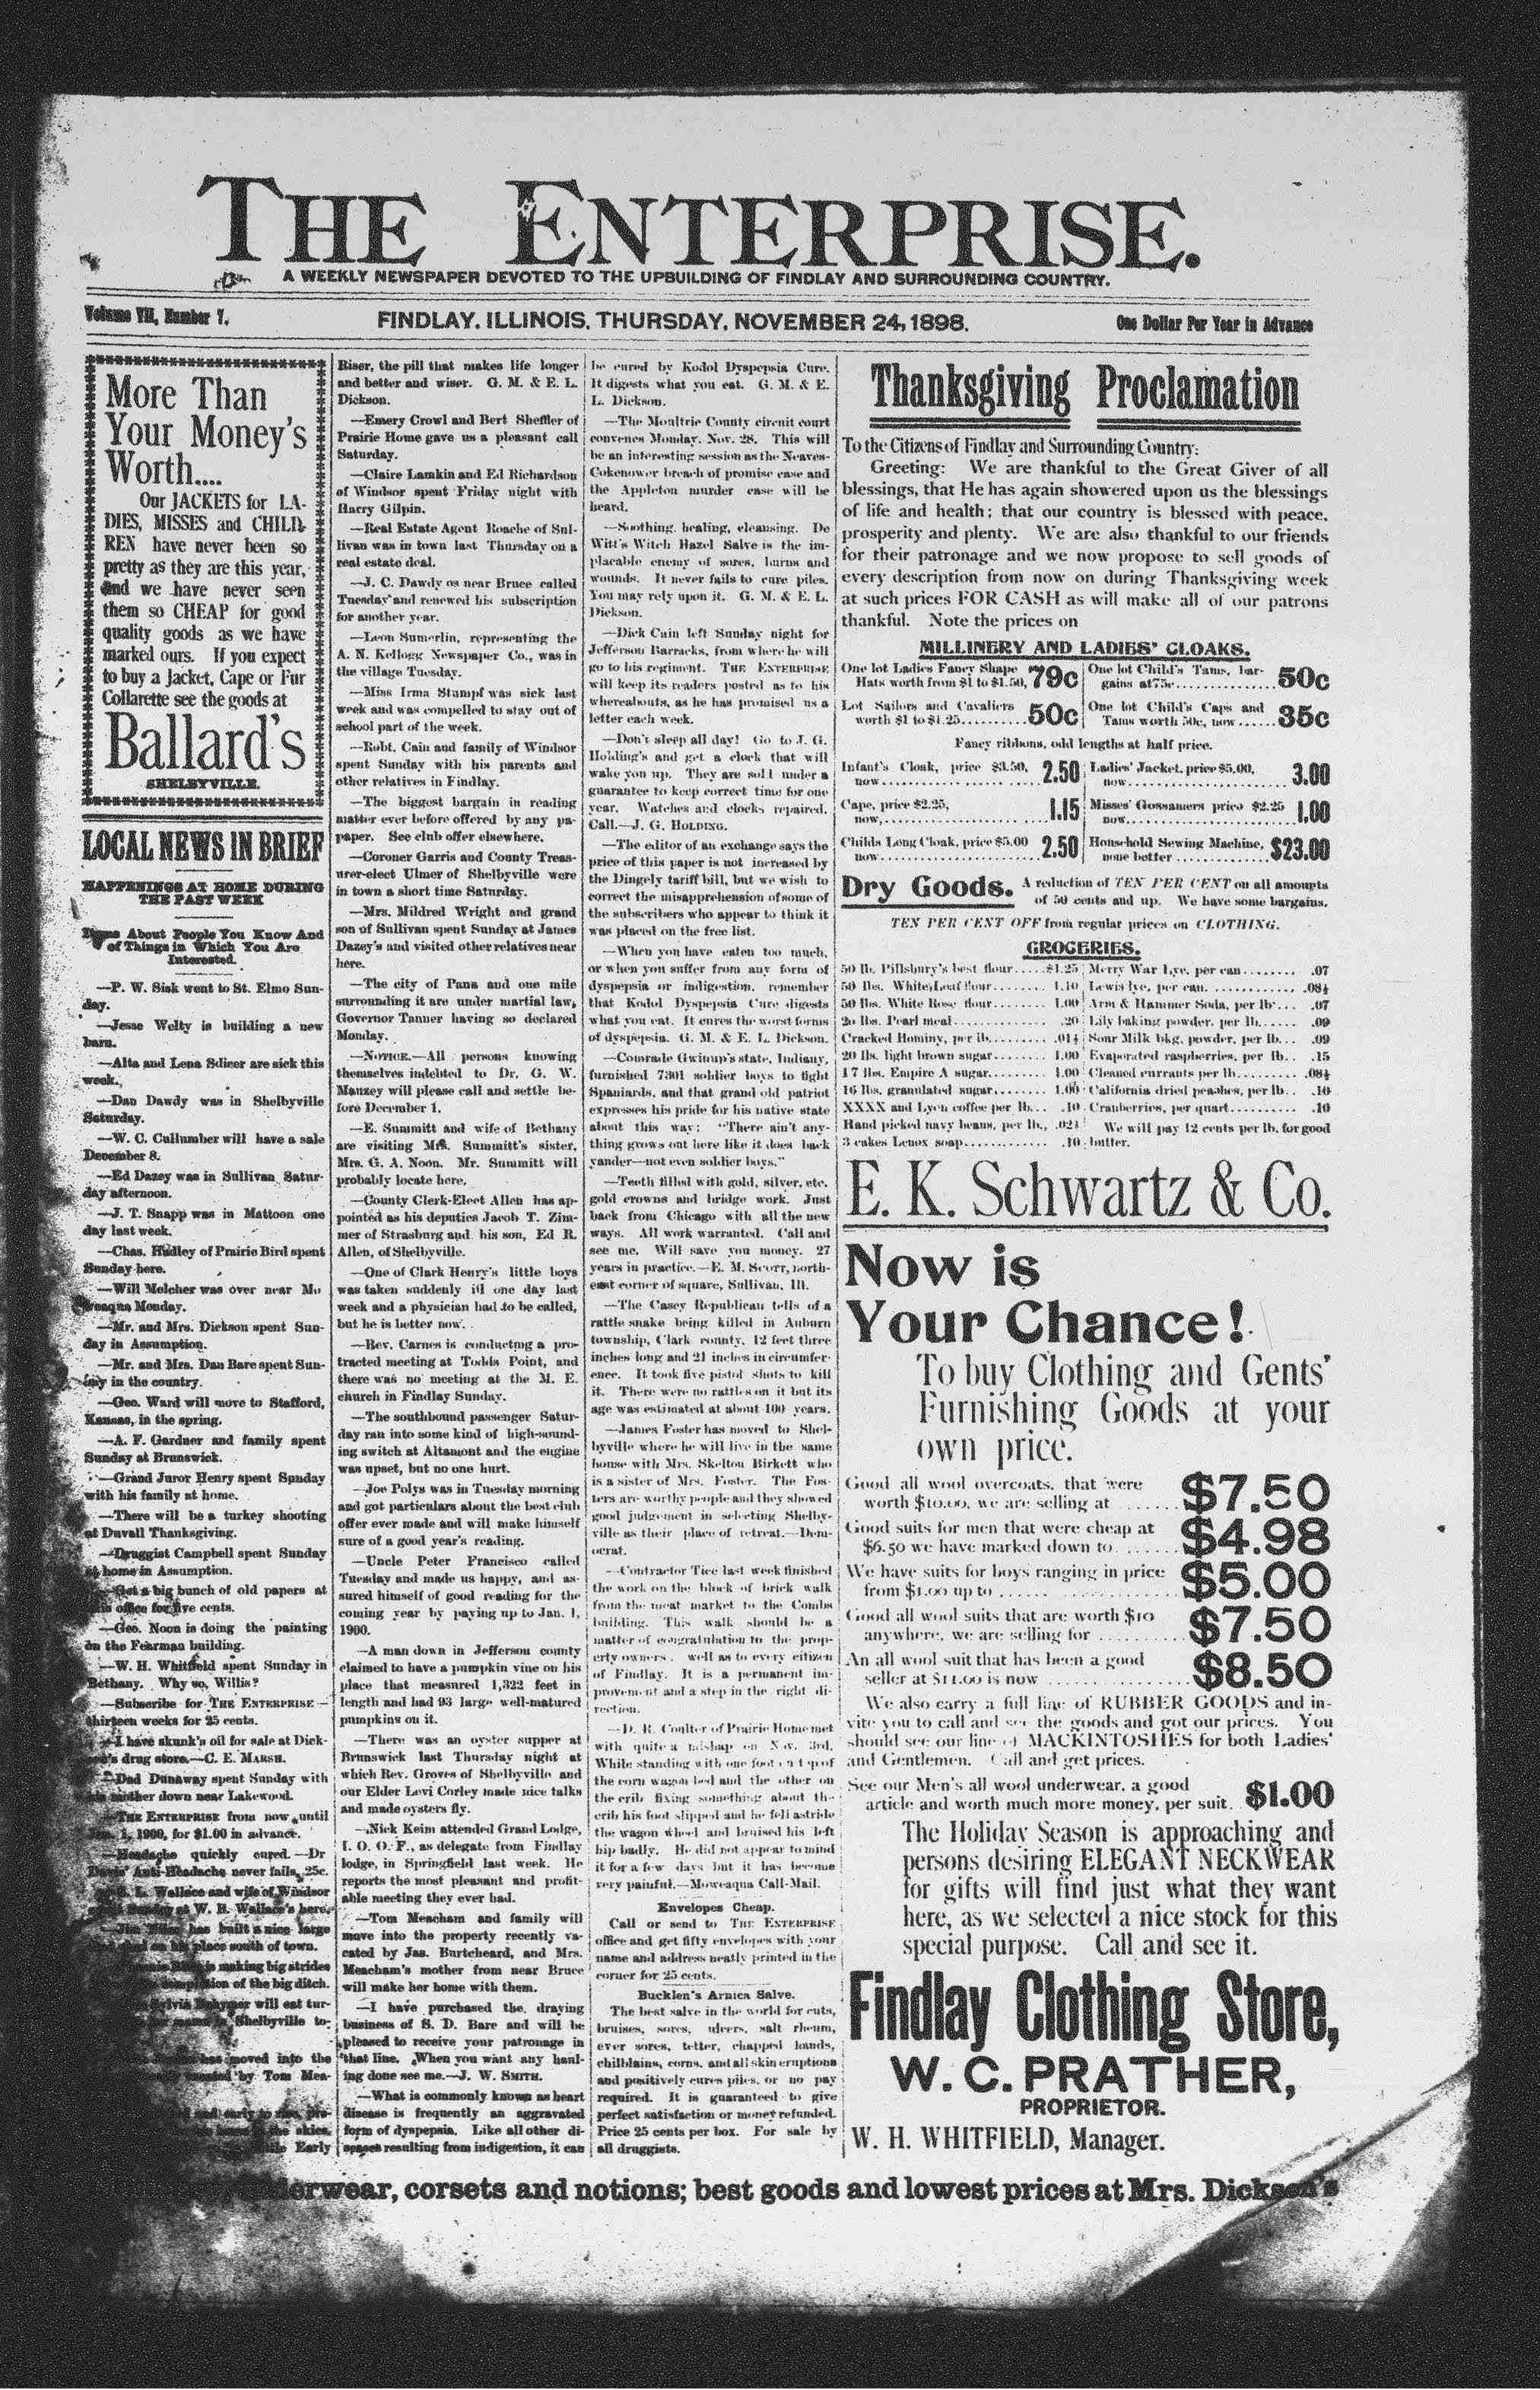 THE ENTERPRISE.
A WEEKLY NEWSPAPER DEVOTED TO THE UPBUILDING OF FINDLAY AND SURROUNDING COUNTRY.
Volume VII, Number 7.
FINDLAY, ILLINOIS, THURSDAY, NOVEMBER 24, 1898.
One Dollar Per Year in Advance
More Than
Your Money's
Worth....
Our JACKETS for LA-
DIES, MISSES and CHILD-
REN have never been so
pretty as they are this year,
and we have never seen
them so CHEAP for good
quality goods as we have
marked ours. If you expect
to buy a Jacket, Cape or Fur
Collarette see the goods at
Ballard's
SHELBYVILLE.
LOCAL NEWS IN BRIEF
HAPPENINGS AT HOME DURING
THE PAST WEEK
Items About People You Know And
of Things in Which You Are
Interested.
—P. W. Sisk went to St. Elmo Sun-
day.
—Jesse Welty is building a new
barn.
—Alta and Lena Sdicer are sick this
week.
—Dan Dawdy was in Shelbyville
Saturday.
—W. C. Cullumber will have a sale
December 8.
—Ed Dazey was in Sullivan Satur-
day afternoon.
—J. T. Snapp was in Mattoon one
day last week.
—Chas. Hudley of Prairie Bird spent
Sunday here.
—Will Melcher was over near Mo
weaqua Monday.
—Mr. and Mrs. Dickson spent Sun-
day in Assumption.
—Mr. and Mrs. Dan Bare spent Sun-
day in the country.
—Geo. Ward will move to Stafford,
Kansas, in the spring.
—A. F. Gardner and family spent
Sunday at Brunswick.
—Grand Juror Henry spent Sunday
with his family at home.
—There will be a turkey shooting
at Duvall Thanksgiving.
—Druggist Campbell spent Sunday
at home in Assumption.
—Get a big bunch of old papers at
this office for five cents.
—Geo. Noon is doing the painting
on the Fearman building.
—W. H. Whitfield spent Sunday in
Bethany. Why so, Willis?
—Subscribe for THE ENTERPRISE—
thirteen weeks for 25 cents.
—I have skunk's oil for sale at Dick-
son's drug store.—C. E. MARSH.
—Dad Dunaway spent Sunday with
his mother down near Lakewood.
—THE ENTERPRISE from now until
Jan. 1, 1900, for $1.00 in advance.
—Headache quickly cured.—Dr
Davis' Anti-Headache never fails, 25c.
L. Wallace and wife of Windsor
spent Sunday at W. B. Wallace's here.
has built a nice large
shed on his place south of town.
is making big strides
completion of the big ditch.
—Sylvia will eat tur-
Shelbyville to-
has moved into the
vacated by Tom Mea-
and early to rise, pre-
the skies.
Early
Riser, the pill that makes life longer
and better and wiser. G. M. & E. L.
Dickson.
—Emery Crowl and Bert Sheffler of
Prairie Home gave us a pleasant call
Saturday.
—Claire Lamkin and Ed Richardson
of Windsor spent Friday night with
Harry Gilpin.
—Real Estate Agent Roache of Sul-
livan was in town last Thursday on a
real estate deal.
—J. C. Dawdy os near Bruce called
Tuesday and renewed his subscription
for another year.
—Leon Sumerlin, representing the
A. N. Kellogg Newspaper Co., was in
the village Tuesday.
—Miss Irma Stumpf was sick last
week and was compelled to stay out of
school part of the week.
—Robt. Cain and family of Windsor
spent Sunday with his parents and
other relatives in Findlay.
—The biggest bargain in reading
matter ever before offered by any pa-
paper. See club offer elsewhere.
—Coroner Garris and County Treas-
urer-elect Ulmer of Shelbyville were
in town a short time Saturday.
—Mrs. Mildred Wright and grand
son of Sullivan spent Sunday at James
Dazey's and visited other relatives near
here.
—The city of Pana and one mile
surrounding it are under martial law,
Governor Tanner having so declared
Monday.
—NOTICE.—All persons knowing
themselves indebted to Dr. G. W.
Mauzey will please call and settle be-
fore December 1.
—E. Summitt and wife of Bethany
are visiting Mrs. Summitt's sister,
Mrs. G. A. Noon. Mr. Summitt will
probably locate here.
—County Clerk-Elect Allen has ap-
pointed as his deputies Jacob T. Zim-
mer of Strasburg and his son, Ed R.
Allen, of Shelbyville.
—One of Clark Henry's little boys
was taken suddenly ill one day last
week and a physician had to be called,
but he is better now.
—Rev. Carnes is conducting a pro-
tracted meeting at Todds Point, and
there was no meeting at the M. E.
church in Findlay Sunday.
—The southbound passenger Satur-
day ran into some kind of high-sound-
ing switch at Altamont and the engine
was upset, but no one hurt.
—Joe Polys was in Tuesday morning
and got particulars about the best club
offer ever made and will make himself
sure of a good year's reading.
—Uncle Peter Francisco called
Tuesday and made us happy, and as-
sured himself of good reading for the
coming year by paying up to Jan. 1,
1900.
—A man down in Jefferson county
claimed to have a pumpkin vine on his
place that measured 1,322 feet in
length and had 93 large well-matured
pumpkins on it.
—There was an oyster supper at
Brunswick last Thursday night at
which Rev. Groves of Shelbyville and
our Elder Levi Corley made nice talks
and made oysters fly.
—Nick Keim attended Grand Lodge,
I. O. O. F., as delegate from Findlay
lodge, in Springfield last week. He
reports the most pleasant and profit-
able meeting they ever had.
—Tom Meacham and family will
move into the property recently va-
cated by Jas. Burtcheard, and Mrs.
Meacham's mother from near Bruce
will make her home with them.
—I have purchased the draying
business of S. D. Bare and will be
pleased to receive your patronage in
that line. When you want any haul-
ing done see me.—J. W. SMITH.
—What is commonly known as heart
disease is frequently an aggravated
form of dyspepsia. Like all other di-
seases resulting from indigestion, it can
be cured by Kodol Dyspepsia Cure.
It digests what you eat. G. M. & E.
L. Dickson.
—The Moultrie County circuit court
convenes Monday, Nov. 28. This will
be an interesting session as the Neaves-
Cokenower breach of promise case and
the Appleton murder case will be
heard.
—Soothing, healing, cleansing. De
Witt's Witch Hazel Salve is the im-
placable enemy of sores, burns and
wounds. It never fails to cure piles.
You may rely upon it. G. M. & E. L.
Dickson.
—Dick Cain left Sunday night for
Jefferson Barracks, from where he will
go to his regiment. THE ENTERPRISE
will keep its readers posted as to his
whereabouts, as he has promised us a
letter each week.
—Don't sleep all day! Go to J. G.
Holding's and get a clock that will
wake you up. They are sold under a
guarantee to keep correct time for one
year. Watches and clocks repaired.
Call.—J. G. HOLDING.
—The editor of an exchange says the
price of this paper is not increased by
the Dingely tariff bill, but we wish to
correct the misapprehension of some of
the subscribers who appear to think it
was placed on the free list.
—When you have eaten too much,
or when you suffer from any form of
dyspepsia or indigestion, remember
that Kodol Dyspepsia Cure digests
what you eat. It cures the worst forms
of dyspepsia. G. M. & E. L. Dickson.
—Comrade Gwinup's state, Indiany,
furnished 7301 soldier boys to fight
Spaniards, and that grand old patriot
expresses his pride for his native state
about this way: "There ain't any-
thing grows out here like it does back
yander—not even soldier boys."
—Teeth filled with gold, silver, etc.
gold crowns and bridge work. Just
back from Chicago with all the new
ways. All work warranted. Call and
see me. Will save you money. 27
years in practice.—E. M. SCOTT, north-
east corner of square, Sullivan, Ill.
—The Casey Republican tells of a
rattle snake being killed in Auburn
township, Clark county, 12 feet three
inches long and 21 inches in circumfer-
ence. It took five pistol shots to kill
it. There were no rattles on it but its
age was estimated at about 100 years.
—James Foster has moved to Shel-
byville where he will live in the same
house with Mrs. Skelton Birkett who
is a sister of Mrs. Foster. The Fos-
ters are worthy people and they showed
good judgement in selecting Shelby-
ville as their place of retreat.—Dem-
ocrat.
—Contractor Tice last week finished
the work on the block of brick walk
from the meat market to the Combs
building. This walk should be a
matter of congratulation to the prop-
erty owners, well as to every citizen
of Findlay. It is a permanent im-
provement and a step in the right di-
rection.
—D. R. Coulter of Prairie Home met
with quite a mishap on Nov. 3rd.
While standing with one foot on top of
the corn wagon bed and the other on
the crib fixing something about the
crib his foot slipped and he fell astride
the wagon wheel and bruised his left
hip badly. He did not appear to mind
it for a few days but it has become
very painful.—Moweaqua Call-Mail.
Envelopes Cheap.
Call or send to THE ENTERPRISE
office and get fifty envelopes with your
name and address neatly printed in the
corner for 25 cents.
Bucklen's Arnica Salve.
The best salve in the world for cuts,
bruises, sores, ulcers, salt rheum,
ever sores, tetter, chapped hands,
chilblains, corns, and all skin eruptions
and positively cures piles, or no pay
required. It is guaranteed to give
perfect satisfaction or money refunded.
Price 25 cents per box. For sale by
all druggists.
Thanksgiving Proclamation
To the Citizens of Findlay and Surrounding Country:
Greeting: We are thankful to the Great Giver of all
blessings, that He has again showered upon us the blessings
of life and health; that our country is blessed with peace,
prosperity and plenty. We are also thankful to our friends
for their patronage and we now propose to sell goods of
every description from now on during Thanksgiving week
at such prices FOR CASH as will make all of our patrons
thankful. Note the prices on
MILLINERY AND LADIES' CLOAKS.
One lot Ladies Fancy Shape
Hats worth from $1 to $1.50, 79c
One lot Child's Tams, bar-
gains at 75c............... 50c
Lot Sailors and Cavaliers
worth $1 to $1.25.......... 50c
One lot Child's Caps and
Tams worth 50c, now...... 35c
Fancy ribbons, odd lengths at half price.
Infant's Cloak, price $3.50,
now........................ 2.50
Ladies' Jacket, price $5.00,
now........................ 3.00
Cape, price $2.25,
now,....................... 1.15
Misses' Gossamers price $2.25
now........................ 1.00
Childs Long Cloak, price $5.00
now........................ 2.50
Household Sewing Machine,
none better ............. $23.00
Dry Goods. A reduction of TEN PER CENT on all amounts
of 50 cents and up. We have some bargains.
TEN PER CENT OFF from regular prices on CLOTHING.
GROCERIES.
50 lb. Pillsbury's best flour.....$1.25
50 lbs. White Loaf flour........ 1.10
50 lbs. White Rose flour........ 1.00
20 lbs. Pearl meal.............. .20
Cracked Hominy, per lb......... .01½
20 lbs. light brown sugar........ 1.00
17 lbs. Empire A sugar........ 1.00
16 lbs. granulated sugar........ 1.00
XXXX and Lyon coffee per lb... .10
Hand picked navy beans, per lb., .02½
3 cakes Lenox soap............. .10
Merry War Lye, per can........ .07
Lewis lye, per can............. .08½
Arm & Hammer Soda, per lb... .07
Lily baking powder, per lb...... .09
Sour Milk bkg. powder, per lb... .09
Evaporated raspberries, per lb.. .15
Cleaned currants per lb......... .08½
California dried peaches, per lb.. .10
Cranberries, per quart.......... .10
We will pay 12 cents per lb. for good
butter.
E. K. Schwartz & Co.
Now is
Your Chance!
To buy Clothing and Gents'
Furnishing Goods at your
own price.
Good all wool overcoats, that were
worth $10.00, we are selling at ....... $7.50
Good suits for men that were cheap at
$6.50 we have marked down to....... $4.98
We have suits for boys ranging in price
from $1.00 up to .................... $5.00
Good all wool suits that are worth $10
anywhere, we are selling for .......... $7.50
An all wool suit that has been a good
seller at $11.00 is now ................ $8.50
We also carry a full line of RUBBER GOODS and in-
vite you to call and see the goods and got our prices. You
should see our line of MACKINTOSHES for both Ladies'
and Gentlemen. Call and get prices.
See our Men's all wool underwear, a good
article and worth much more money, per suit.. $1.00
The Holiday Season is approaching and
persons desiring ELEGANT NECKWEAR
for gifts will find just what they want
here, as we selected a nice stock for this
special purpose. Call and see it.
Findlay Clothing Store,
W. C. PRATHER,
PROPRIETOR.
W. H. WHITFIELD, Manager.
underwear, corsets and notions; best goods and lowest prices at Mrs. Dickson's